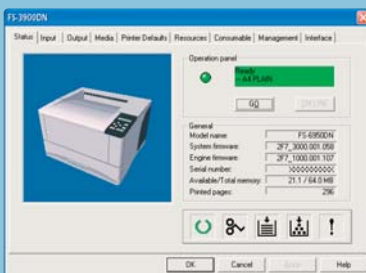 FS-3900DN
Status Input Output Media Printer Defaults Resources Consumable Management Interface
Operation panel
Ready
-- A4 PLAIN
GO ONLINE
General
Model name: FS-6950DN
System firmware: 2F7_3000.001.058
Engine firmware: 2F7_1000.001.107
Serial number: XXXXXXXXXX
Available/Total memory: 21.1 / 64.0 MB
Printed pages: 296
OK Cancel Apply Help